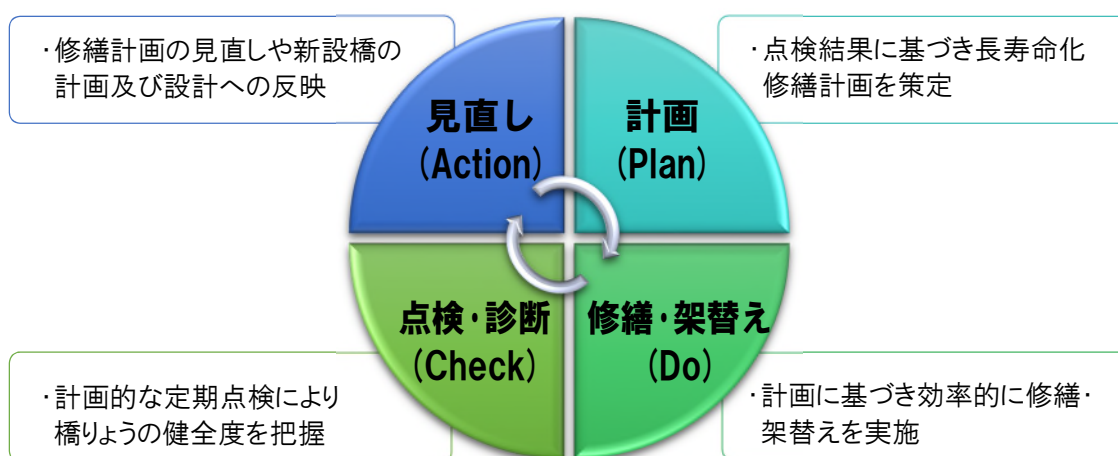 ・修繕計画の見直しや新設橋の
計画及び設計への反映
見直し
(Action)
計画
(Plan)
・点検結果に基づき長寿命化
修繕計画を策定
・計画的な定期点検により
橋りょうの健全度を把握
点検・診断
(Check)
修繕・架替え
(Do)
・計画に基づき効率的に修繕・
架替えを実施